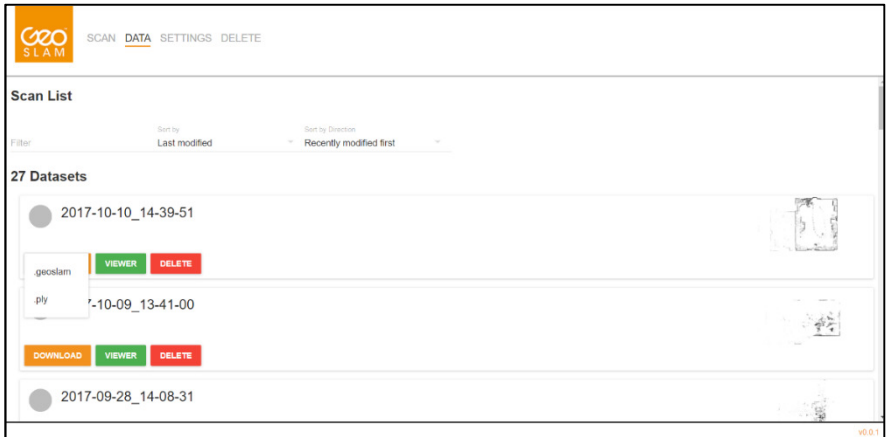 Geo
SLAM
SCAN DATA SETTINGS DELETE
Scan List
Sort by Sort by Direction
Filter Last modified Recently modified first
27 Datasets
2017-10-10_14-39-51
.geoslam VIEWER DELETE
.ply
7-10-09_13-41-00
DOWNLOAD VIEWER DELETE
2017-09-28_14-08-31
v0.0.1